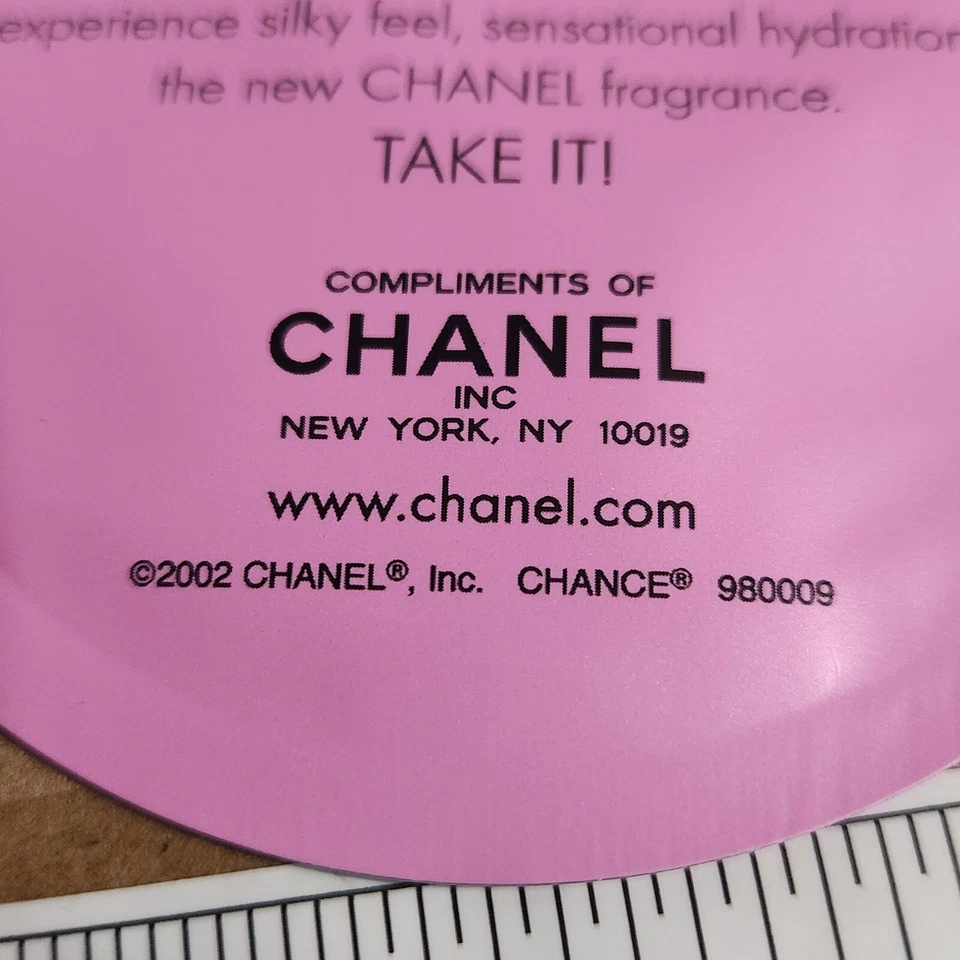 experience silky feel, sensational hydration
the new CHANEL fragrance.
TAKE IT!
COMPLIMENTS OF
CHANEL
INC
NEW YORK, NY 10019
www.chanel.com
©2002 CHANEL®, Inc. CHANCE® 980009